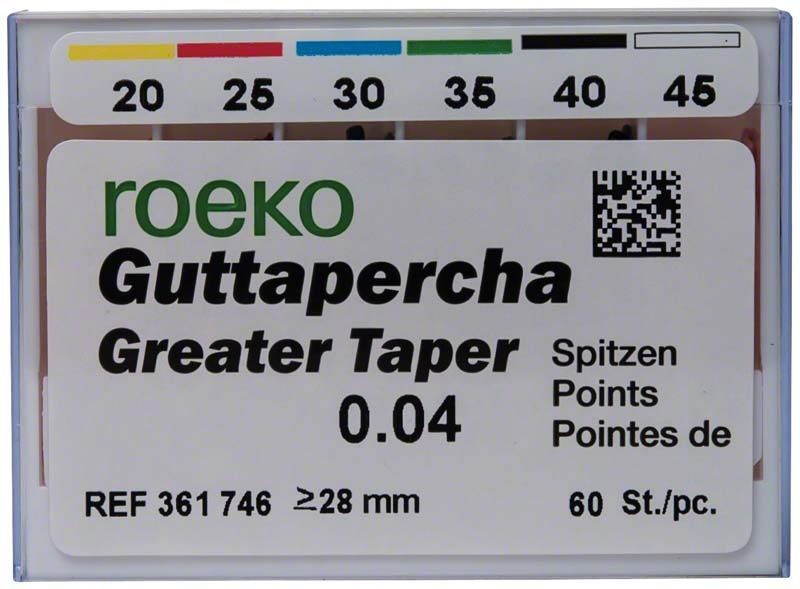 20 25 30 35 40 45
roeko
Guttapercha
Greater Taper
0.04
Spitzen
Points
Pointes de
REF 361 746 ≥28 mm 60 St./pc.